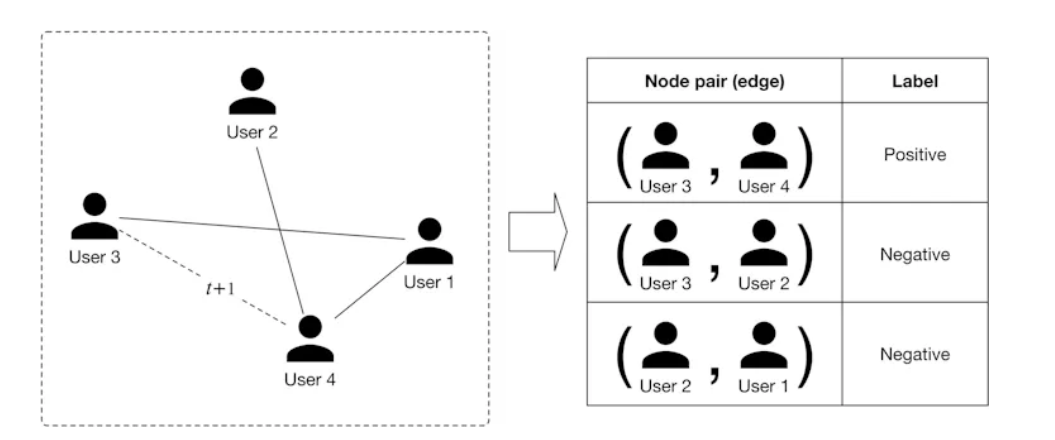 User 2
User 3
User 1
t+1
User 4
Node pair (edge) Label
( , ) Positive
User 3 User 4
( , ) Negative
User 3 User 2
( , ) Negative
User 2 User 1